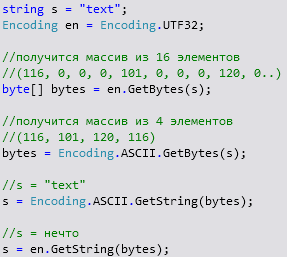 string s = "text";
Encoding en = Encoding.UTF32;
//получится массив из 16 элементов
//(116, 0, 0, 0, 101, 0, 0, 0, 120, 0..)
byte[] bytes = en.GetBytes(s);
//получится массив из 4 элементов
//(116, 101, 120, 116)
bytes = Encoding.ASCII.GetBytes(s);
//s = "text"
s = Encoding.ASCII.GetString(bytes);
//s = нечто
s = en.GetString(bytes);